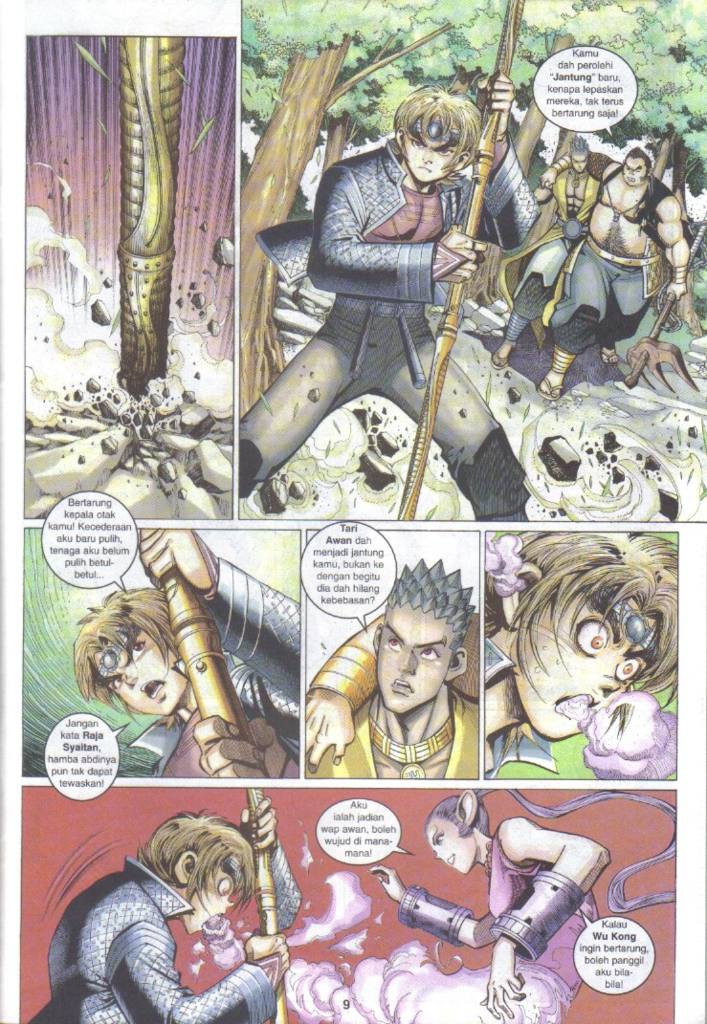 Kamu
dah perolehi
"Jantung" baru,
kenapa lepaskan
mereka, tak terus
bertarung saja!
Bertarung
kepala otak
kamu! Kecederaan
aku baru pulih,
tenaga aku belum
pulih betul-
betul...
Jangan
kata Raja
Syaitan,
hamba abdinya
pun tak dapat
tewaskan!
Tari
Awan dah
menjadi jantung
kamu, bukan ke
dengan begitu
dia dah hilang
kebebasan?
Aku
ialah jadian
wap awan, boleh
wujud di mana-
mana!
Kalau
Wu Kong
ingin bertarung,
boleh panggil
aku bila-
bila!
9